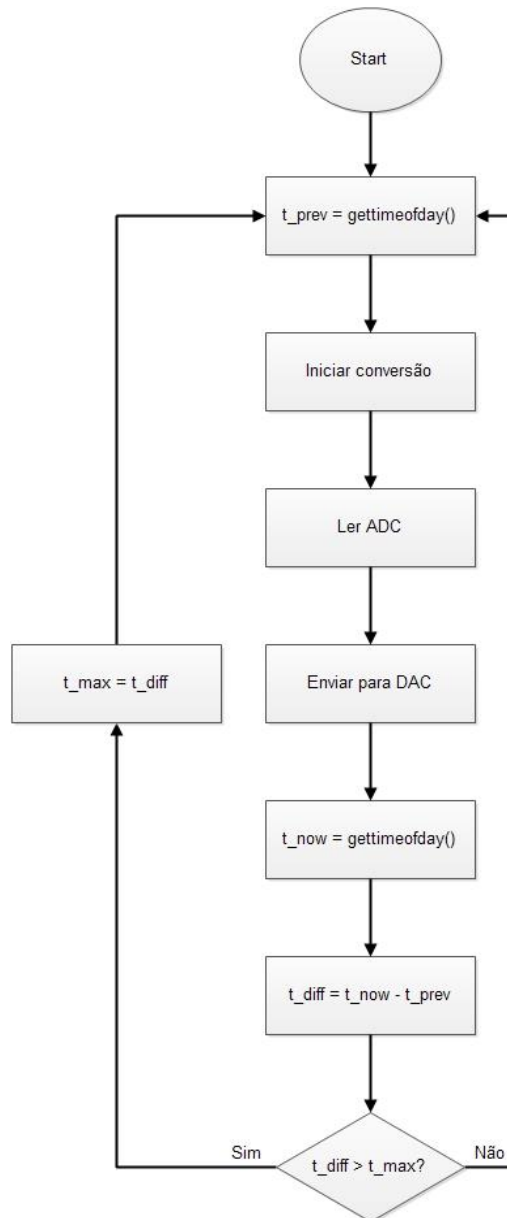 Start
t_prev = gettimeofday()
Iniciar conversão
Ler ADC
t_max = t_diff
Enviar para DAC
t_now = gettimeofday()
t_diff = t_now - t_prev
Sim
t_diff > t_max?
Não